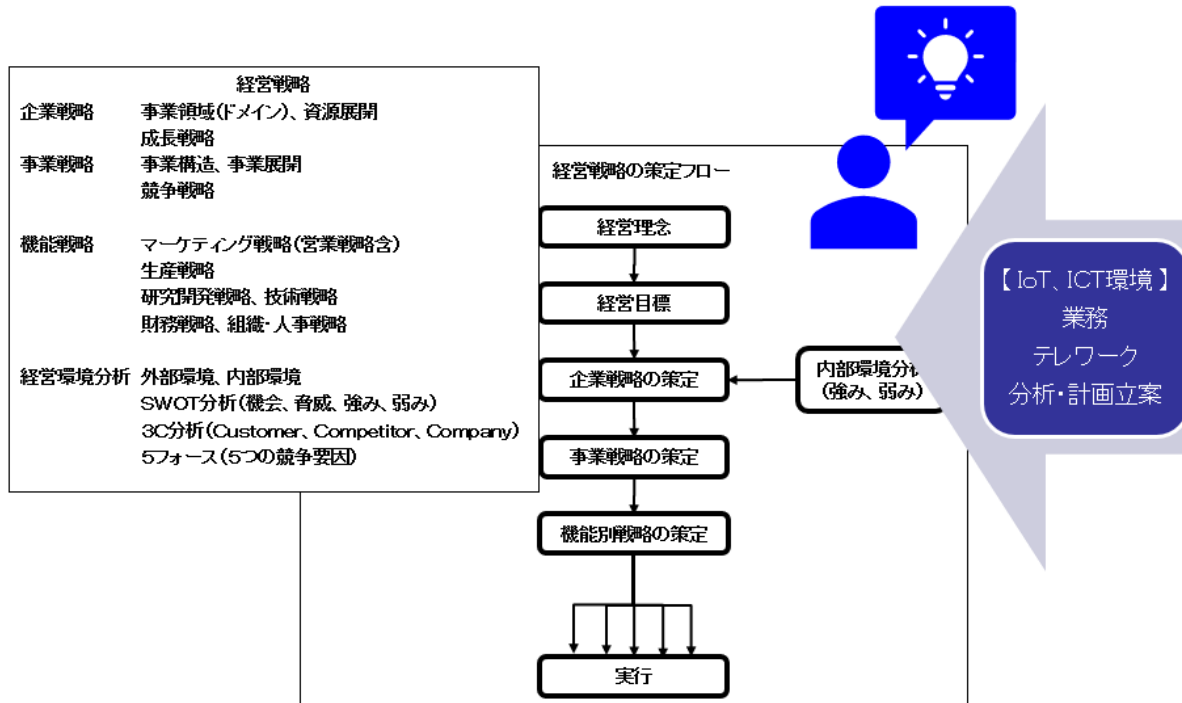 経営戦略
企業戦略 事業領域(ドメイン)、資源展開
成長戦略
事業戦略 事業構造、事業展開
競争戦略
機能戦略 マーケティング戦略(営業戦略含)
生産戦略
研究開発戦略、技術戦略
財務戦略、組織・人事戦略
経営環境分析 外部環境、内部環境
SWOT分析(機会、脅威、強み、弱み)
3C分析(Customer、Competitor、Company)
5フォース(5つの競争要因)
経営戦略の策定フロー
経営理念
経営目標
企業戦略の策定
内部環境分析
(強み、弱み)
事業戦略の策定
機能別戦略の策定
実行
【IoT、ICT環境】
業務
テレワーク
分析・計画立案